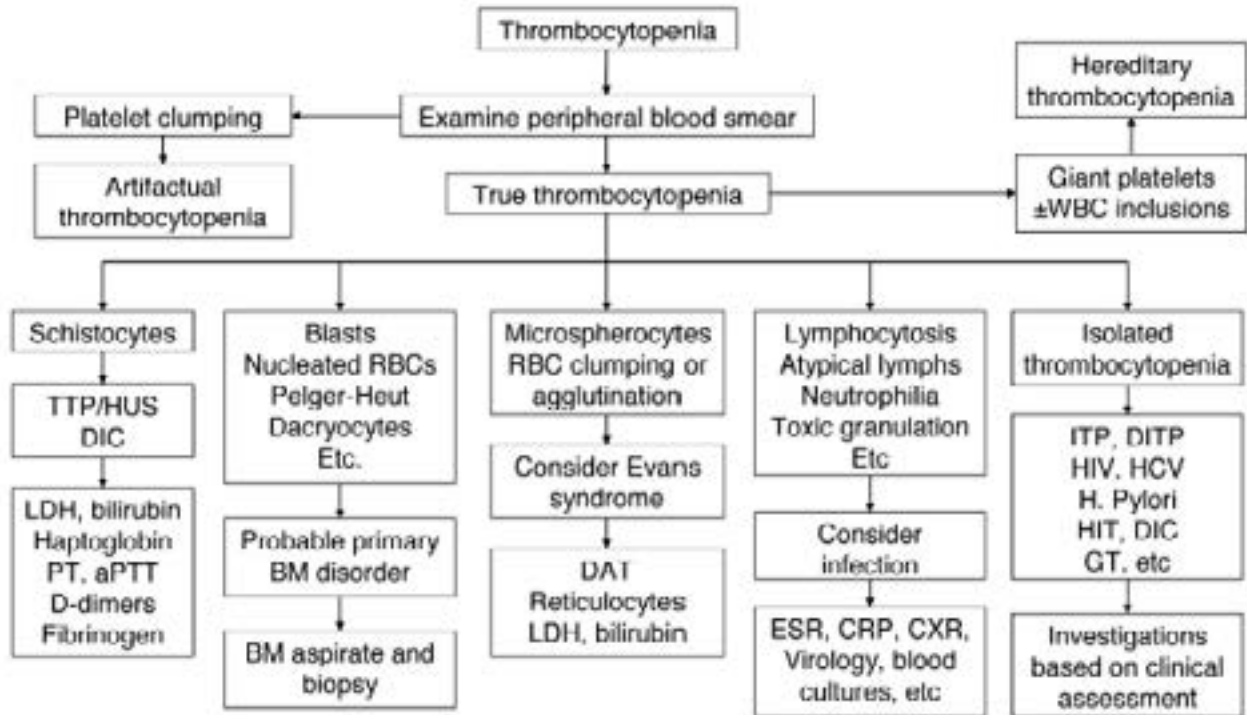 Thrombocytopenia
Hereditary
thrombocytopenia
Platelet clumping
Examine peripheral blood smear
Artifactual
thrombocytopenia
True thrombocytopenia
Giant platelets
±WBC inclusions
Schistocytes
TTP/HUS
DIC
LDH, bilirubin
Haptoglobin
PT, aPTT
D-dimers
Fibrinogen
Blasts
Nucleated RBCs
Pelger-Heut
Dacryocytes
Etc.
Probable primary
BM disorder
BM aspirate and
biopsy
Microspherocytes
RBC clumping or
agglutination
Consider Evans
syndrome
DAT
Reticulocytes
LDH, bilirubin
Lymphocytosis
Atypical lymphs
Neutrophilia
Toxic granulation
Etc
Consider
infection
ESR, CRP, CXR,
Virology, blood
cultures, etc
Isolated
thrombocytopenia
ITP, DITP
HIV, HCV
H. Pylori
HIT, DIC
GT, etc
Investigations
based on clinical
assessment